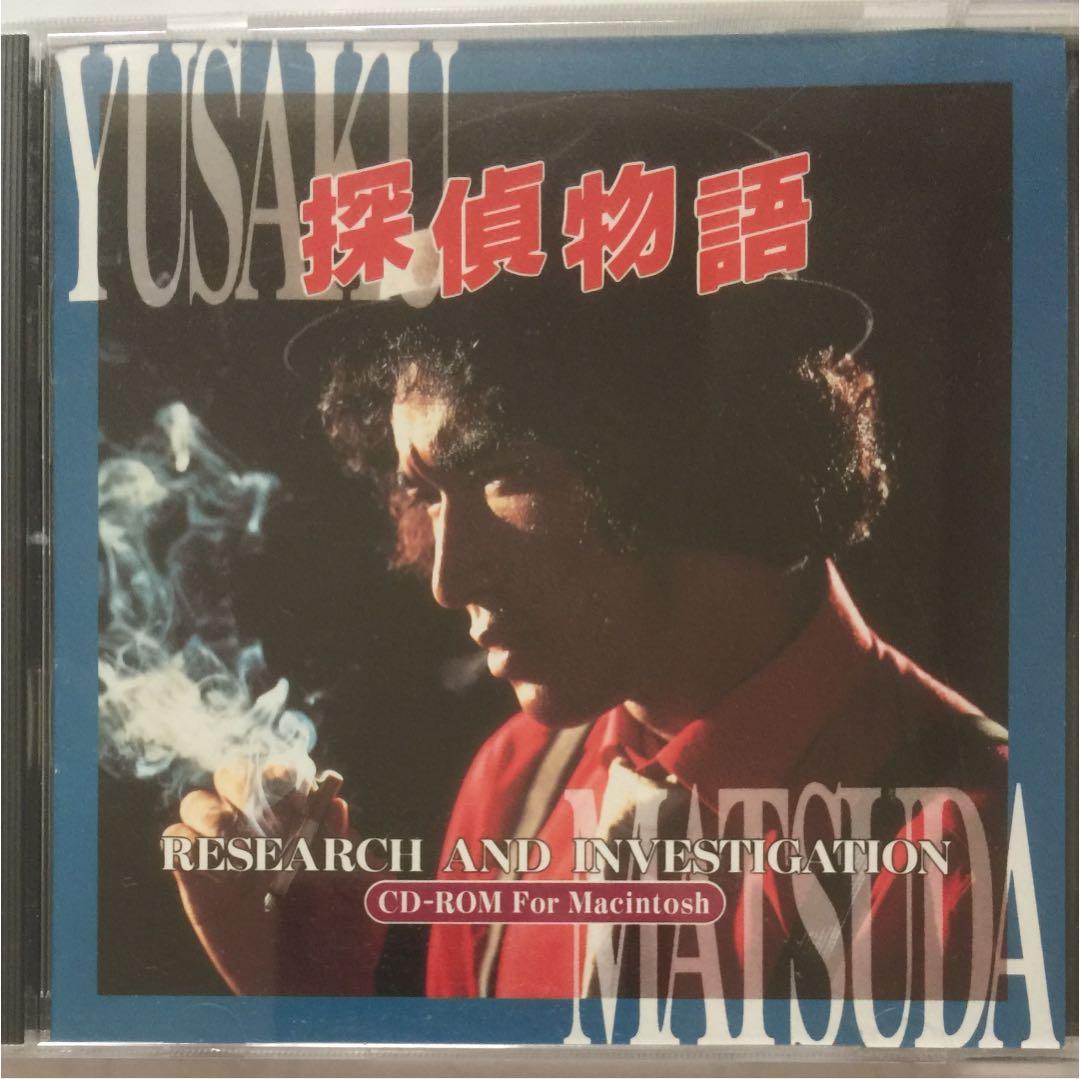 YUSAKU
探偵物語
RESEARCH AND INVESTIGATION
CD-ROM For Macintosh
MATSUDA